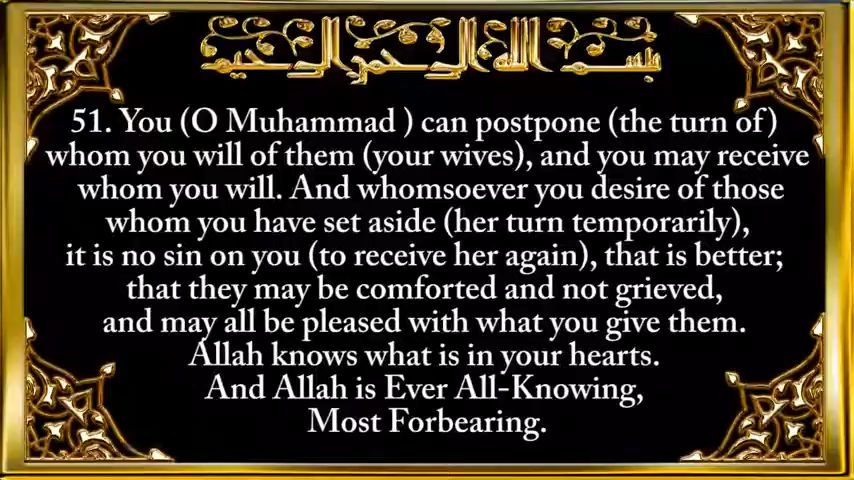 بسم الله الرحمن الرحيم
51. You (O Muhammad ) can postpone (the turn of)
whom you will of them (your wives), and you may receive
whom you will. And whomsoever you desire of those
whom you have set aside (her turn temporarily),
it is no sin on you (to receive her again), that is better;
that they may be comforted and not grieved,
and may all be pleased with what you give them.
Allah knows what is in your hearts.
And Allah is Ever All-Knowing,
Most Forbearing.